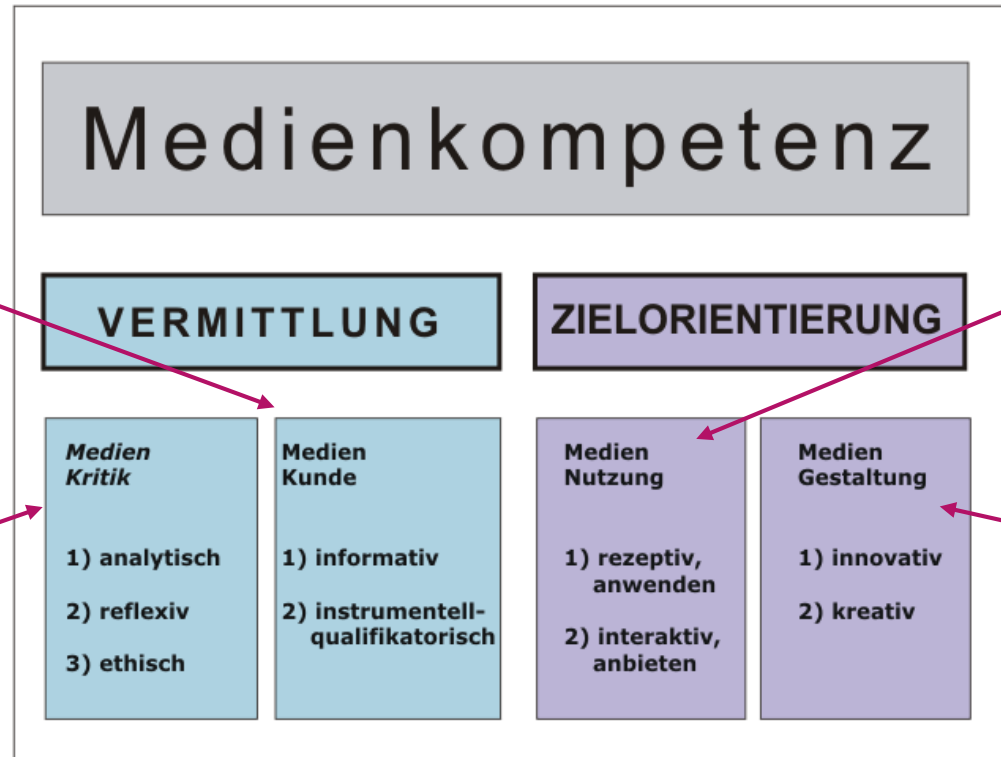 Medienkompetenz
VERMITTLUNG
ZIELORIENTIERUNG
Medien
Kritik
1) analytisch
2) reflexiv
3) ethisch
Medien
Kunde
1) informativ
2) instrumentell-
qualifikatorisch
Medien
Nutzung
1) rezeptiv,
anwenden
2) interaktiv,
anbieten
Medien
Gestaltung
1) innovativ
2) kreativ